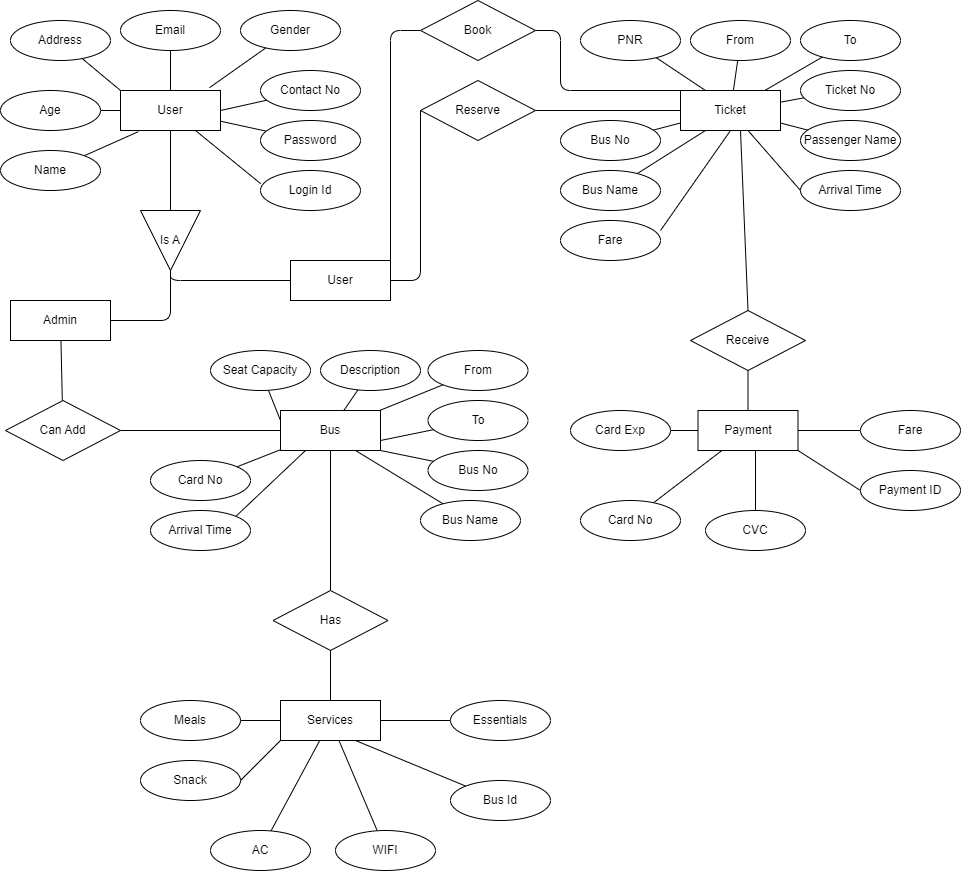 Address
Email
Gender
Book
PNR
From
To
User
Contact No
Age
Password
Name
Login Id
Reserve
Ticket
Ticket No
Bus No
Passenger Name
Bus Name
Arrival Time
Fare
Is A
User
Admin
Receive
Can Add
Seat Capacity
Description
From
Bus
To
Card No
Bus No
Arrival Time
Bus Name
Card Exp
Payment
Fare
Card No
CVC
Payment ID
Has
Meals
Services
Essentials
Snack
Bus Id
AC
WIFI